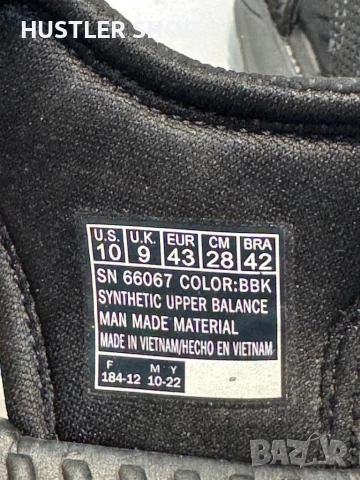 HUSTLER SHOP
U.S. U.K. EUR CM BRA
10 9 43 28 42
SN 66067 COLOR:BBK
SYNTHETIC UPPER BALANCE
MAN MADE MATERIAL
MADE IN VIETNAM/HECHO EN VIETNAM
F M Y
184-12 10-22
BAZAR